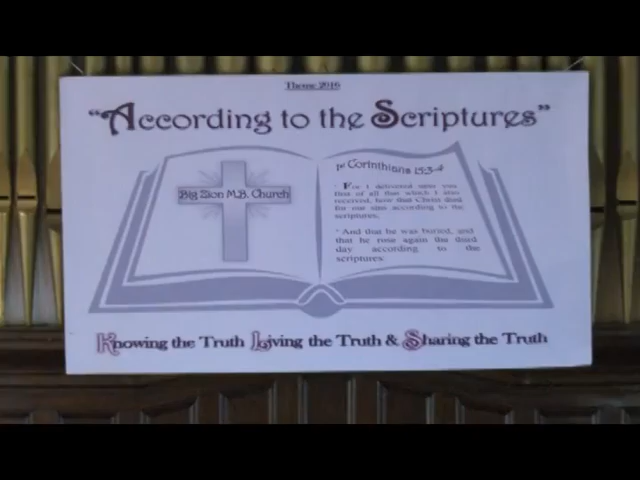 Theme 2016
"According to the Scriptures"
Big Zion M.B. Church
1st Corinthians 15:3-4
³ For I delivered unto you
first of all that which I also
received, how that Christ died
for our sins according to the
scriptures;
⁴ And that he was buried, and
that he rose again the third
day according to the
scriptures:
Knowing the Truth Living the Truth & Sharing the Truth